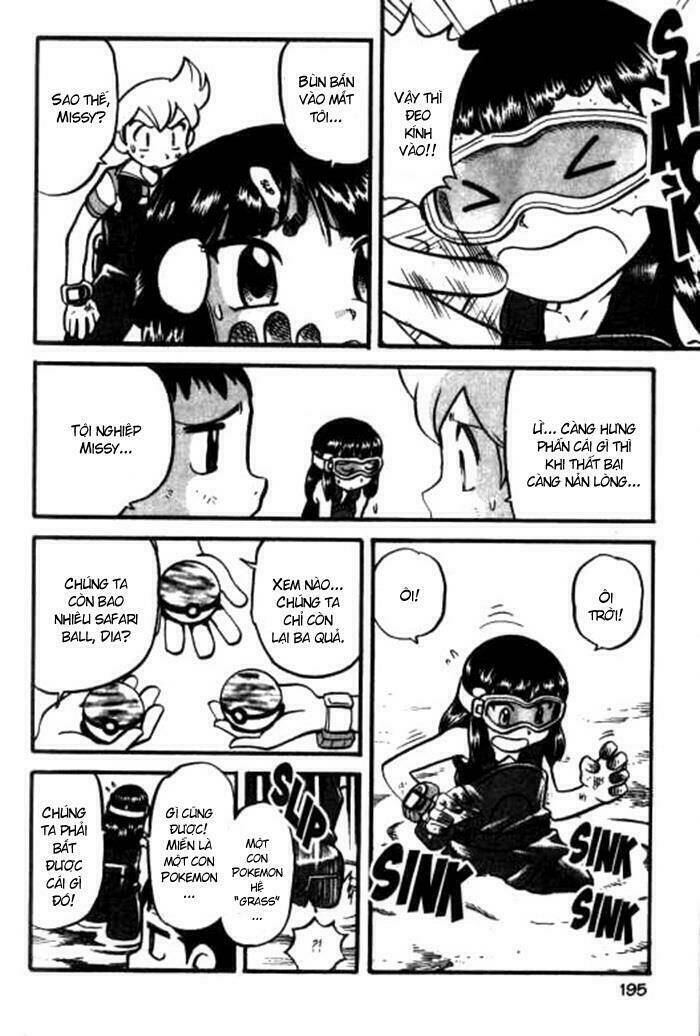 SAO THẾ,
MISSY?
BÙN BẮN
VÀO MẮT
TÔI...
SLIP
VẬY THÌ
ĐEO
KÍNH
VÀO!!
SMACK
TỘI NGHIỆP
MISSY...
Ừ... CÀNG HƯNG
PHẤN CÁI GÌ THÌ
KHI THẤT BẠI
CÀNG NẢN LÒNG...
CHÚNG TA
CÒN BAO
NHIÊU SAFARI
BALL, DIA?
XEM NÀO...
CHÚNG TA
CHỈ CÒN
LẠI BA QUẢ.
CHÚNG
TA PHẢI
BẮT
ĐƯỢC
CÁI GÌ
ĐÓ!
GÌ CŨNG
ĐƯỢC!
MIỄN LÀ
MỘT CON
POKEMON
...
MỘT
CON
POKEMON
HỆ
"GRASS"
...
SLIP
?!
ÔI!
ÔI
TRỜI!
SINK
SINK
SINK
195